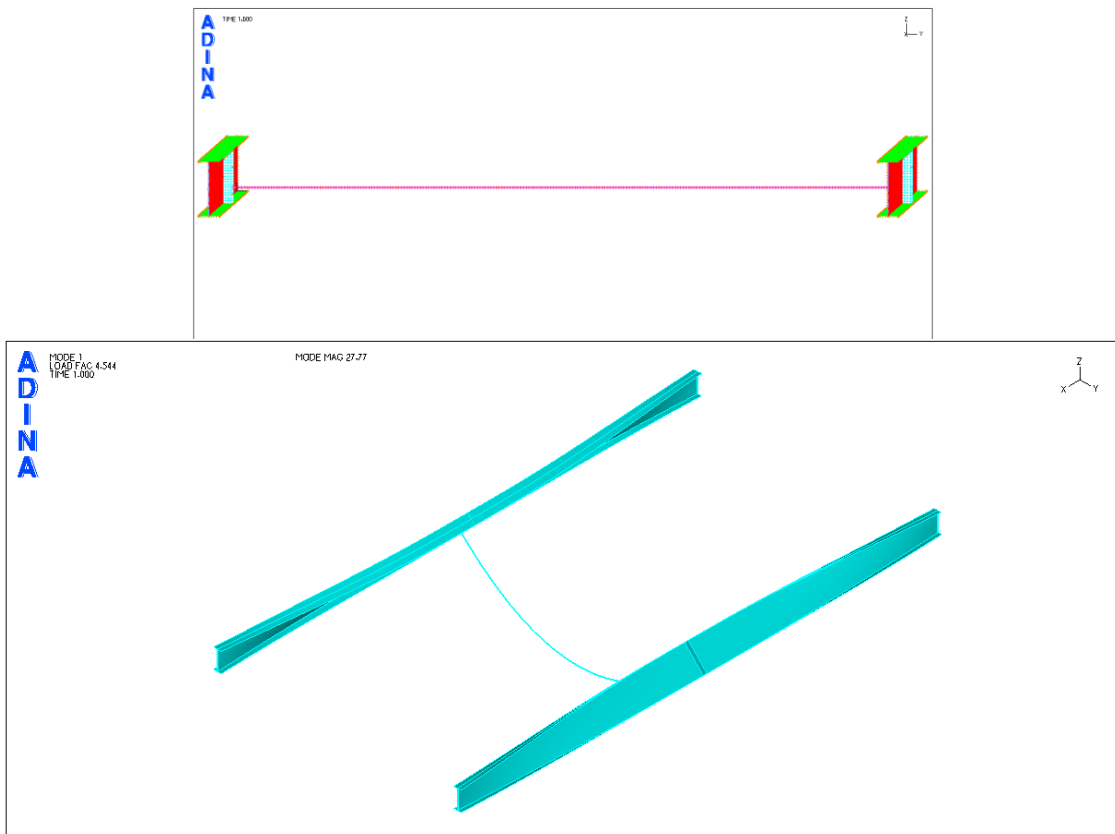 ADINA
TIME 1.000
Z
X Y
ADINA
MODE 1
LOAD FAC 4.544
TIME 1.000
MODE MAG 27.77
Z
X Y